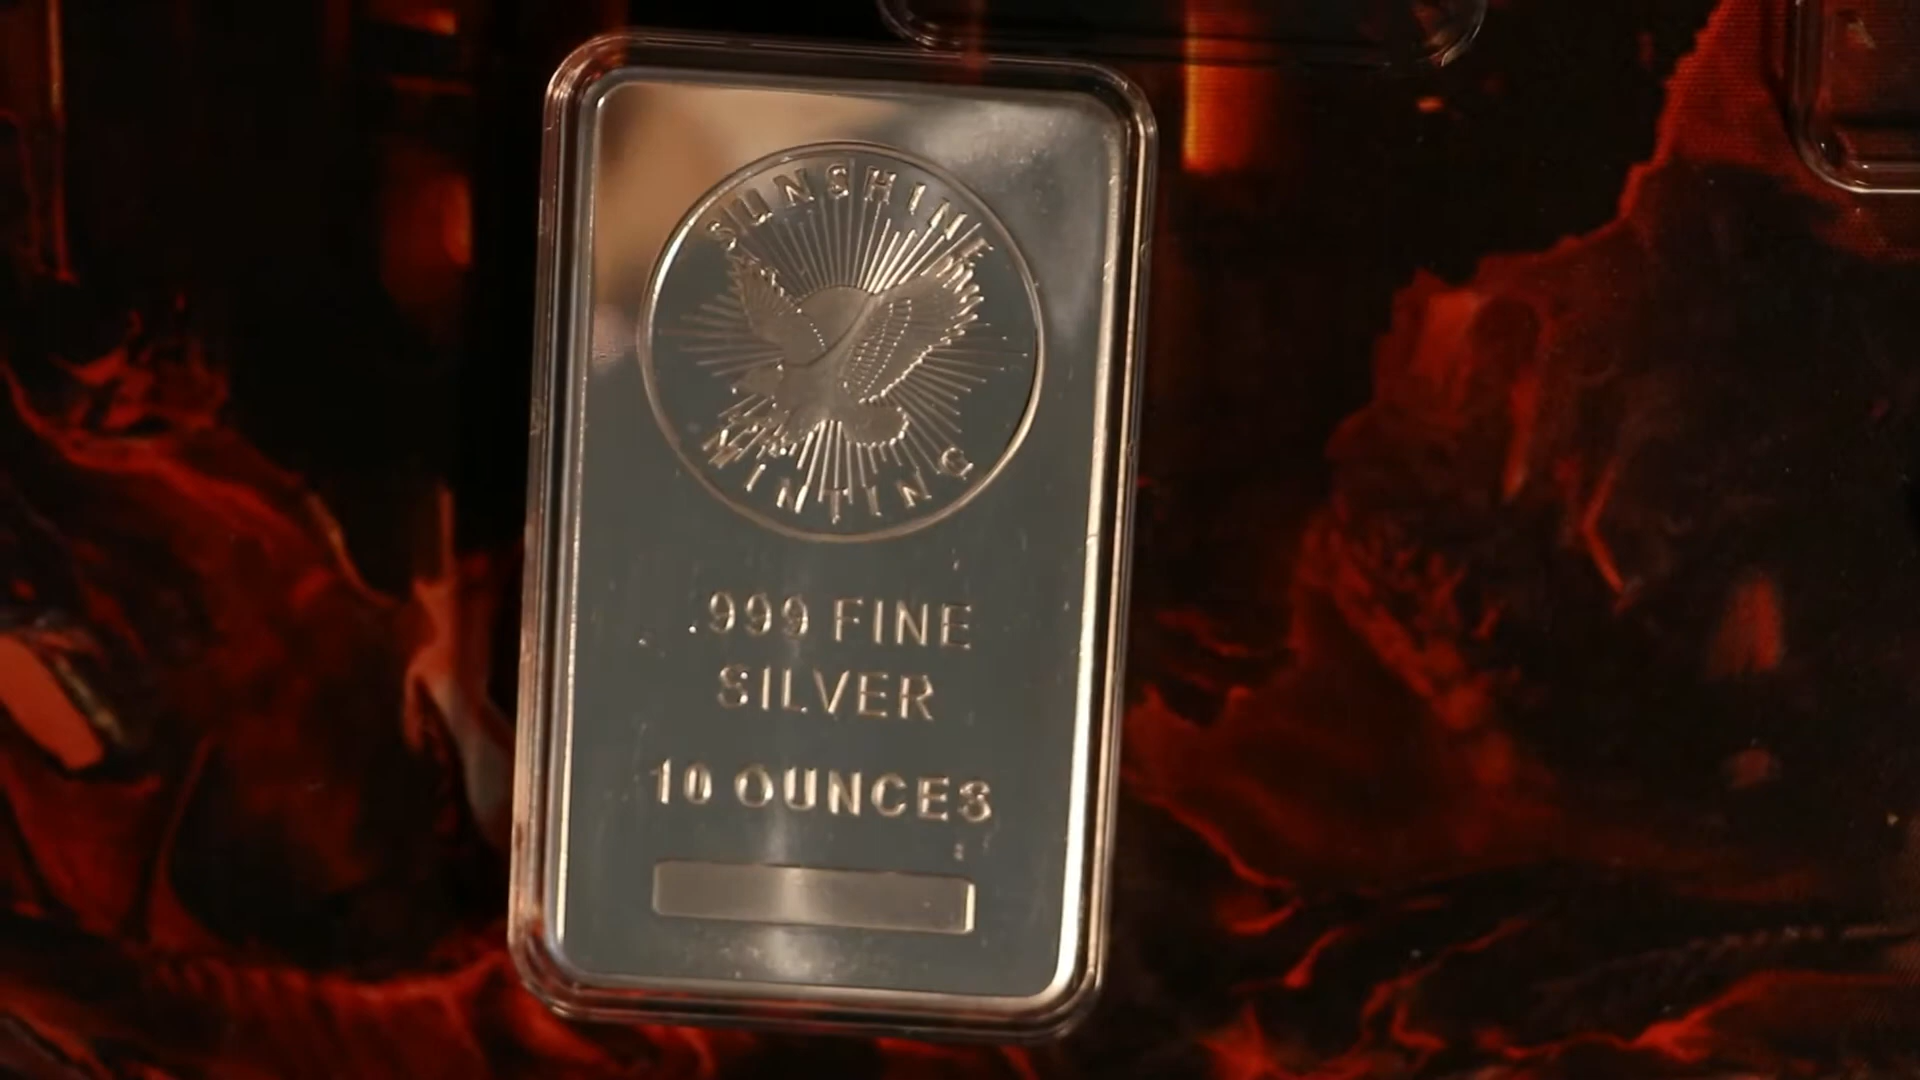 SUNSHINE
MINTING
.999 FINE
SILVER
10 OUNCES